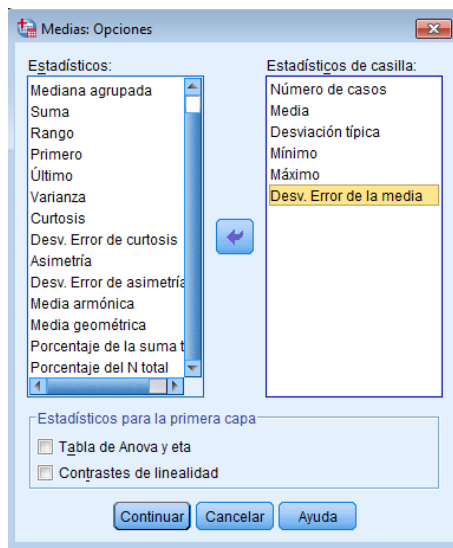 Medias: Opciones
Estadísticos:
Mediana agrupada
Suma
Rango
Primero
Último
Varianza
Curtosis
Desv. Error de curtosis
Asimetría
Desv. Error de asimetría
Media armónica
Media geométrica
Porcentaje de la suma t
Porcentaje del N total
Estadísticos de casilla:
Número de casos
Media
Desviación típica
Mínimo
Máximo
Desv. Error de la media
Estadísticos para la primera capa
Tabla de Anova y eta
Contrastes de linealidad
Continuar Cancelar Ayuda